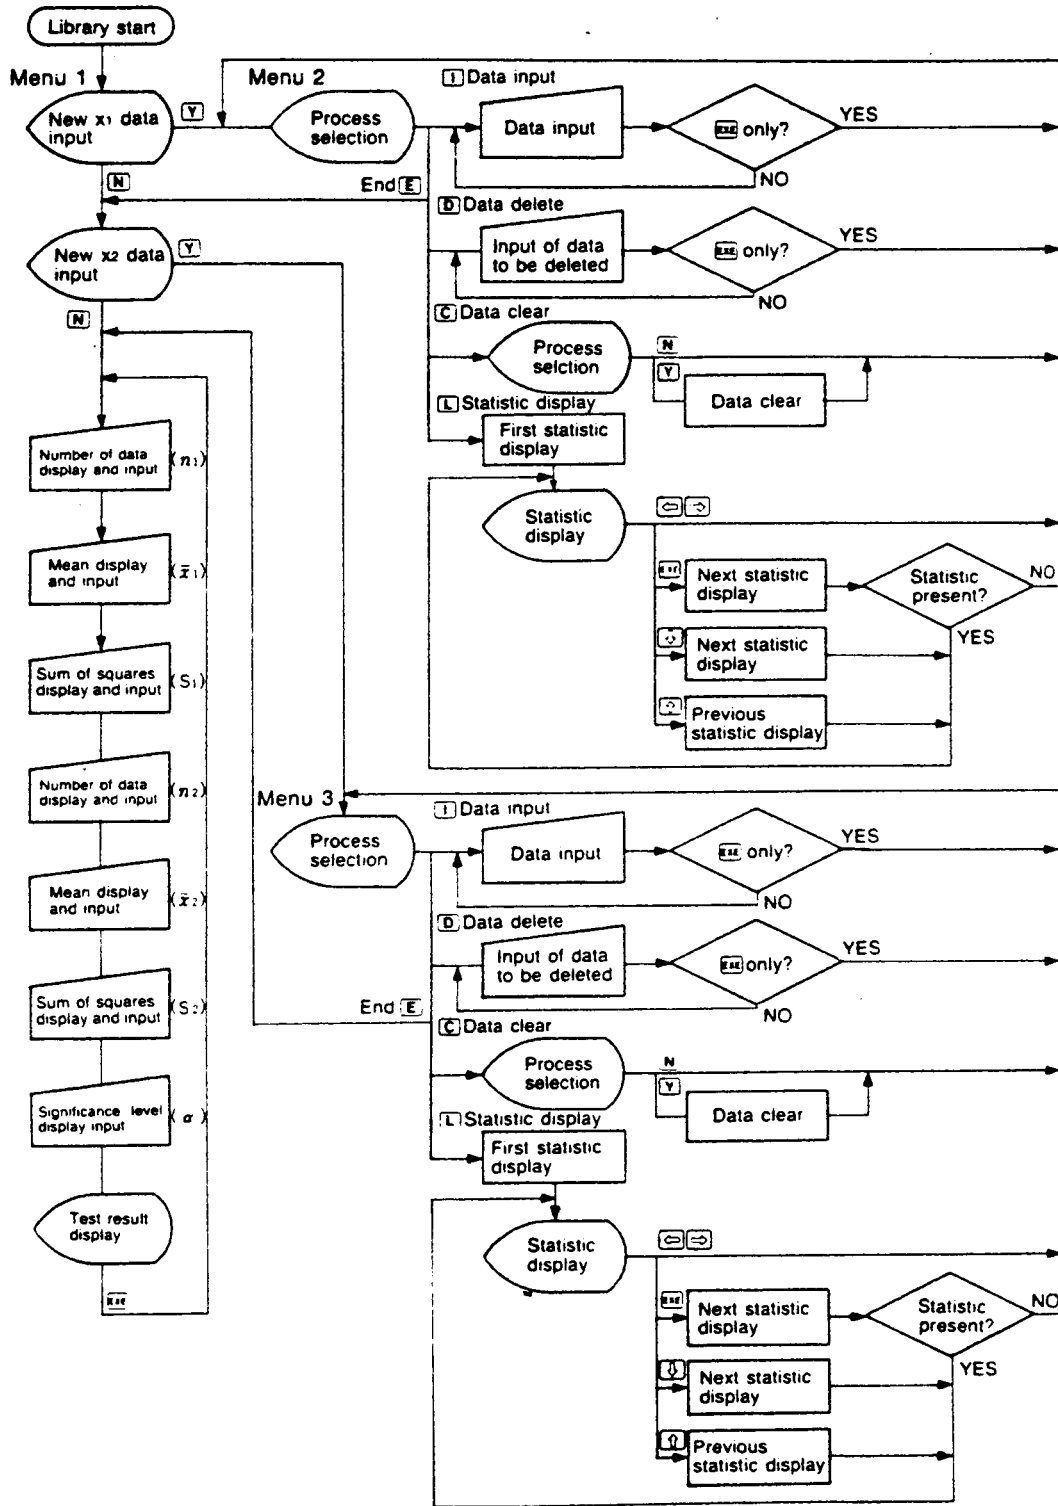 Library start
Menu 1
New x1 data
input
Y
N
New x2 data
input
Y
N
Number of data
display and input
(n1)
Mean display
and input
(x̄1)
Sum of squares
display and input
(S1)
Number of data
display and input
(n2)
Mean display
and input
(x̄2)
Sum of squares
display and input
(S2)
Significance level
display input
(α)
Test result
display
EXE
Menu 2
Process
selection
End E
I Data input
Data input
EXE only?
YES
NO
D Data delete
Input of data
to be deleted
EXE only?
YES
NO
C Data clear
Process
selction
N
Y
Data clear
L Statistic display
First statistic
display
Statistic
display
⇦ ⇨
EXE
Next statistic
display
Statistic
present?
NO
YES
⇩
Next statistic
display
⇧
Previous
statistic display
Menu 3
Process
selection
End E
I Data input
Data input
EXE only?
YES
NO
D Data delete
Input of data
to be deleted
EXE only?
YES
NO
C Data clear
Process
selection
N
Y
Data clear
L Statistic display
First statistic
display
Statistic
display
⇦ ⇨
EXE
Next statistic
display
Statistic
present?
NO
YES
⇩
Next statistic
display
⇧
Previous
statistic display